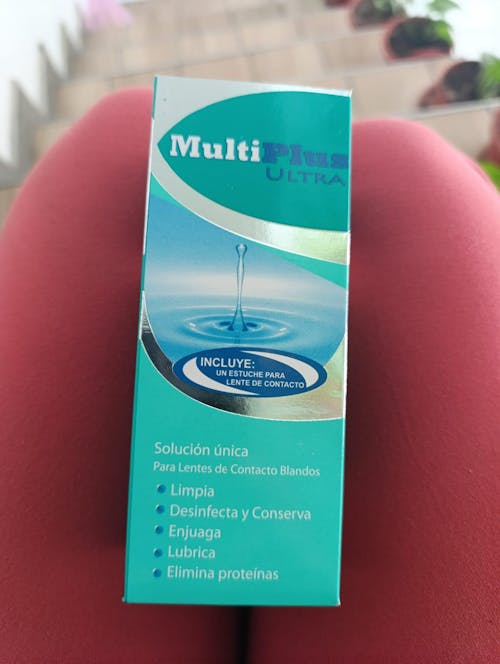 MultiPlus
ULTRA
INCLUYE:
UN ESTUCHE PARA
LENTE DE CONTACTO
Solución única
Para Lentes de Contacto Blandos
Limpia
Desinfecta y Conserva
Enjuaga
Lubrica
Elimina proteínas